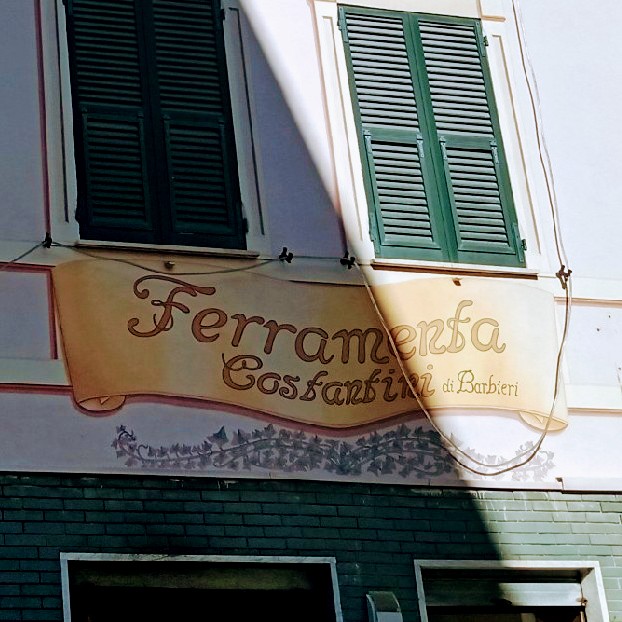 Ferramenta
Costantini di Barbieri